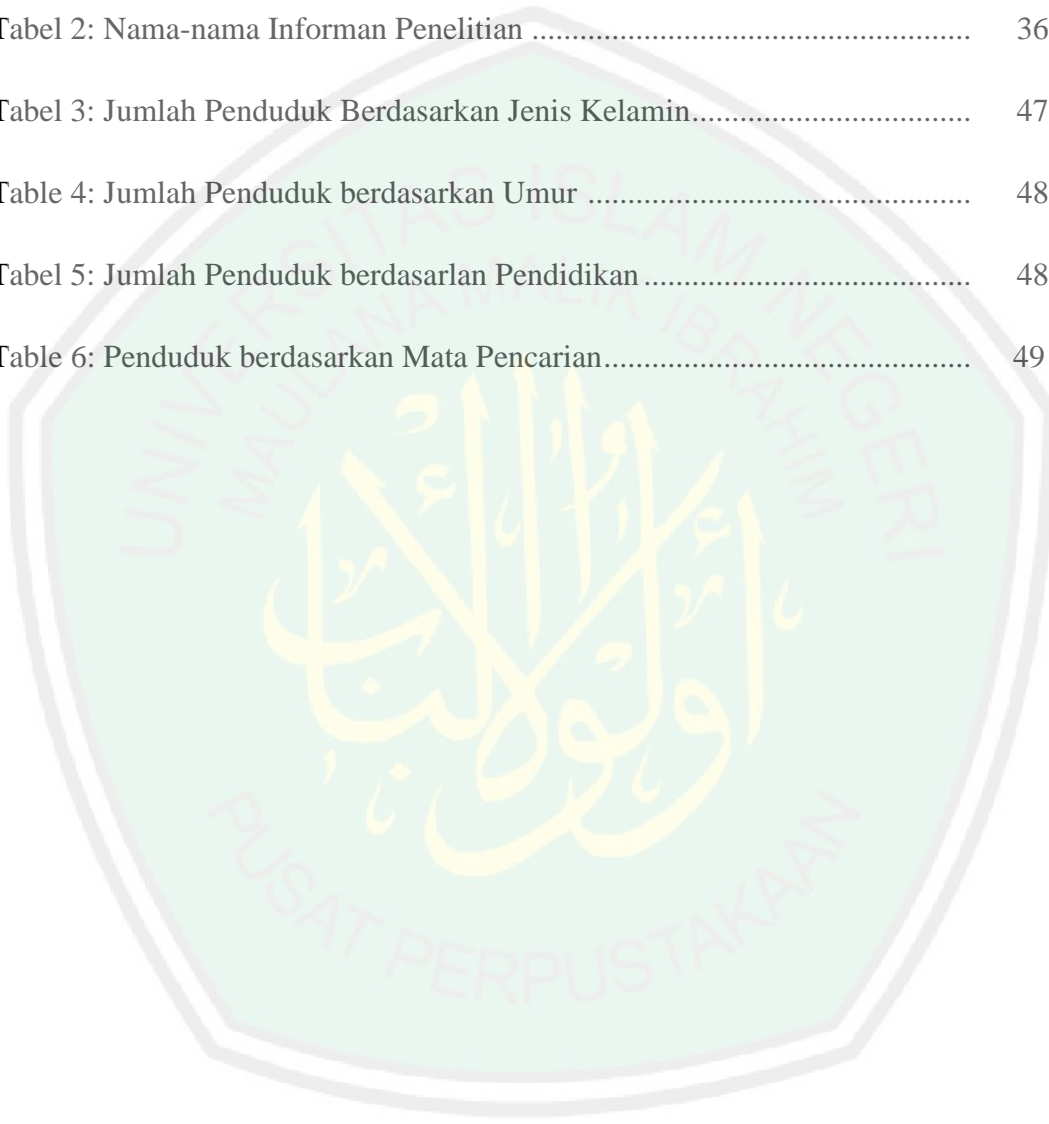 Tabel 2: Nama-nama Informan Penelitian ....................................................... 36
Tabel 3: Jumlah Penduduk Berdasarkan Jenis Kelamin................................... 47
Table 4: Jumlah Penduduk berdasarkan Umur ................................................ 48
Tabel 5: Jumlah Penduduk berdasarlan Pendidikan ......................................... 48
Table 6: Penduduk berdasarkan Mata Pencarian.............................................. 49
UNIVERSITAS ISLAM NEGERI
MAULANA MALIK IBRAHIM
أولوا الألباب
PUSAT PERPUSTAKAAN